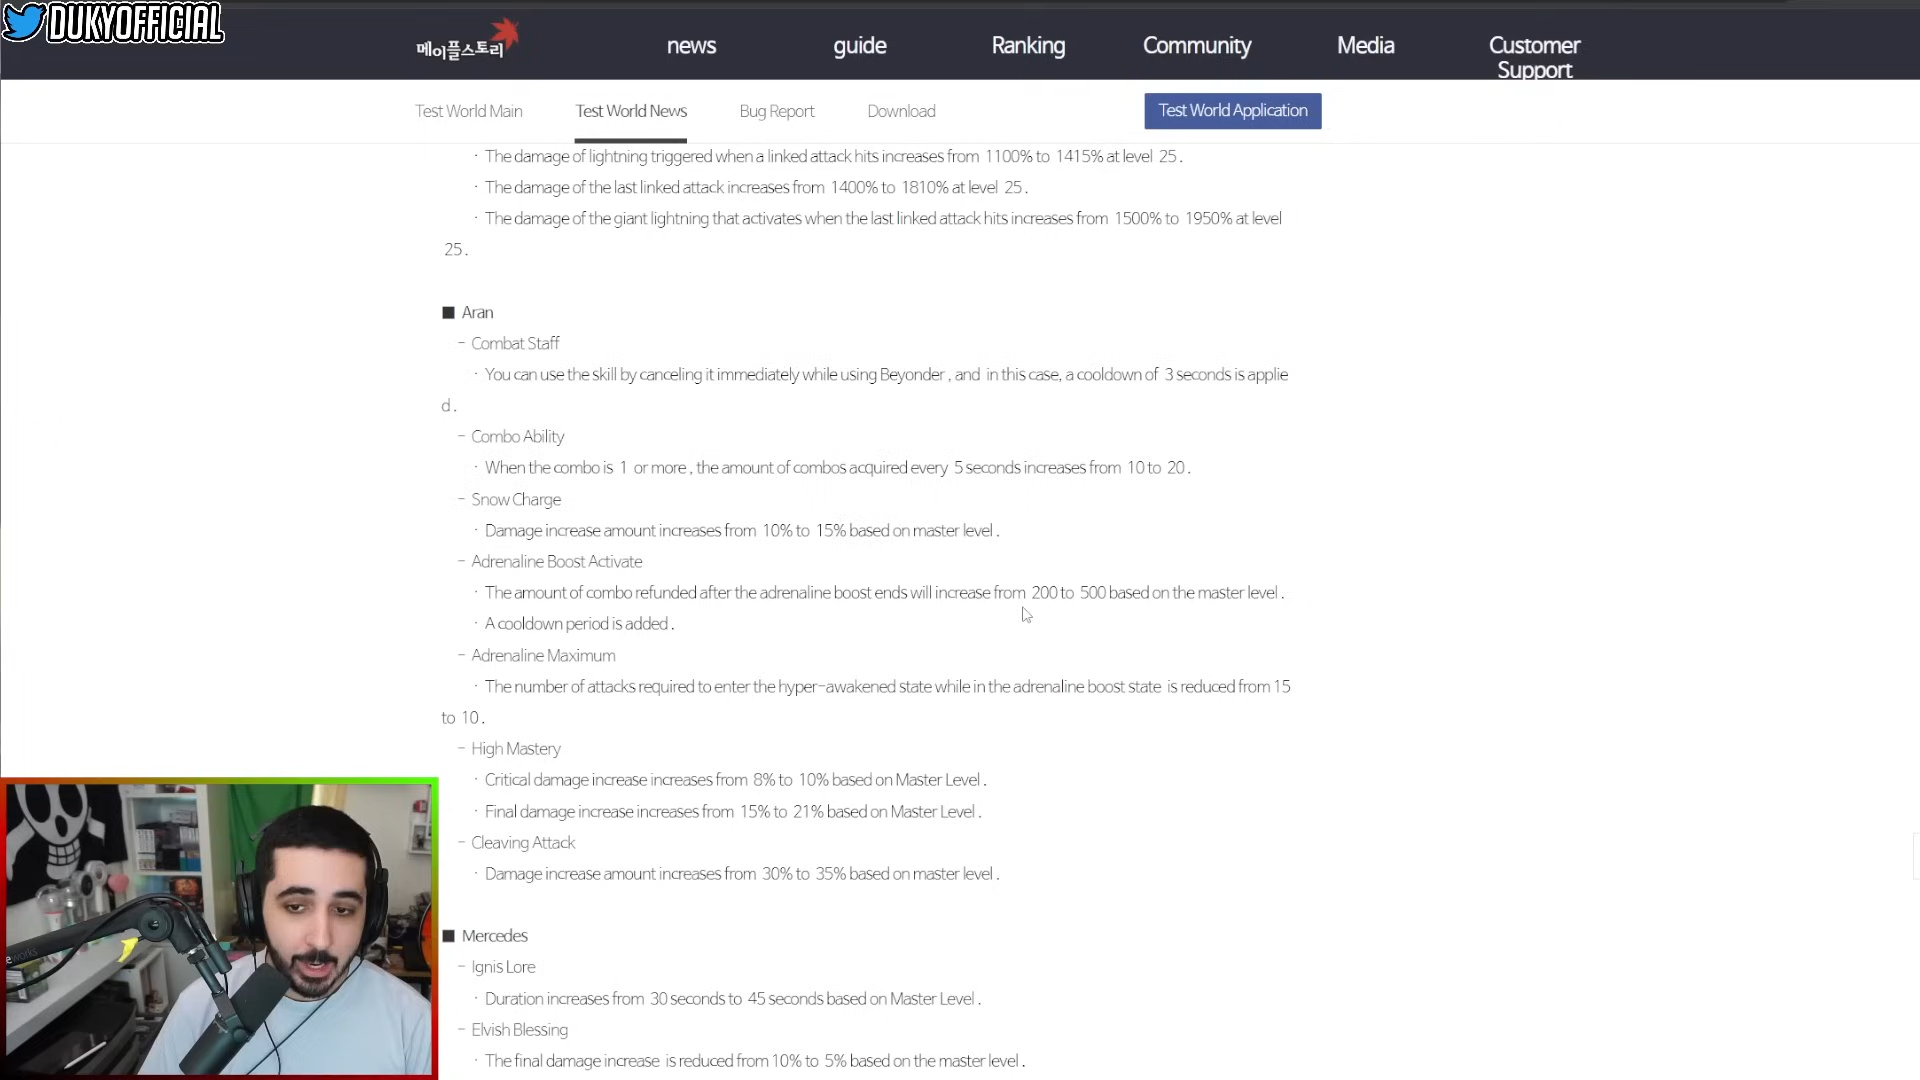 DUKYOFFICIAL
메이플스토리
news
guide
Ranking
Community
Media
Customer
Support
Test World Main
Test World News
Bug Report
Download
Test World Application
· The damage of lightning triggered when a linked attack hits increases from 1100% to 1415% at level 25 .
· The damage of the last linked attack increases from 1400% to 1810% at level 25 .
· The damage of the giant lightning that activates when the last linked attack hits increases from 1500% to 1950% at level
25 .
■ Aran
- Combat Staff
· You can use the skill by canceling it immediately while using Beyonder , and in this case, a cooldown of 3 seconds is applie
d .
- Combo Ability
· When the combo is 1 or more , the amount of combos acquired every 5 seconds increases from 10 to 20 .
- Snow Charge
· Damage increase amount increases from 10% to 15% based on master level .
- Adrenaline Boost Activate
· The amount of combo refunded after the adrenaline boost ends will increase from 200 to 500 based on the master level .
· A cooldown period is added .
- Adrenaline Maximum
· The number of attacks required to enter the hyper-awakened state while in the adrenaline boost state is reduced from 15
to 10 .
- High Mastery
· Critical damage increase increases from 8% to 10% based on Master Level .
· Final damage increase increases from 15% to 21% based on Master Level .
- Cleaving Attack
· Damage increase amount increases from 30% to 35% based on master level .
■ Mercedes
- Ignis Lore
· Duration increases from 30 seconds to 45 seconds based on Master Level .
- Elvish Blessing
· The final damage increase is reduced from 10% to 5% based on the master level .